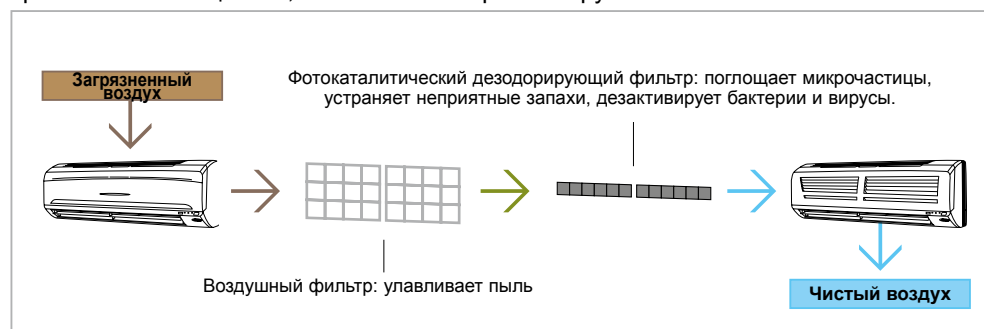 Загрязненный
воздух
Фотокаталитический дезодорирующий фильтр: поглощает микрочастицы,
устраняет неприятные запахи, дезактивирует бактерии и вирусы.
Воздушный фильтр: улавливает пыль
Чистый воздух